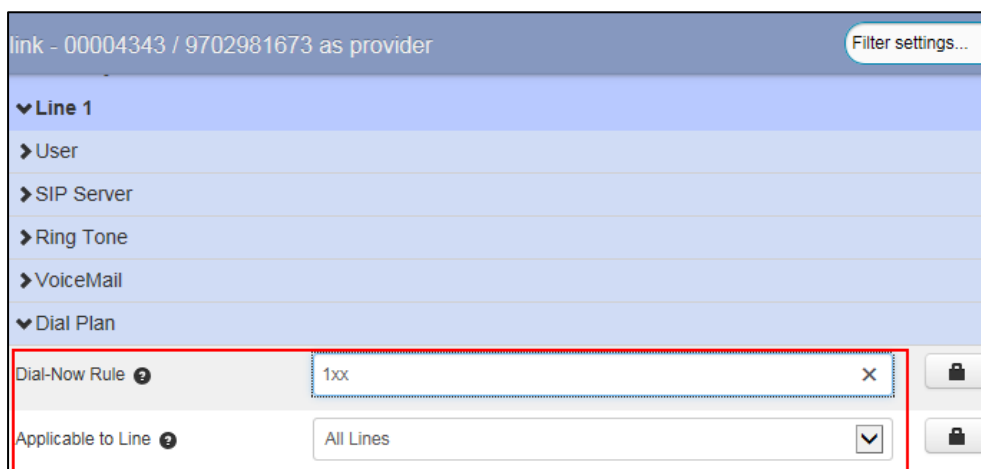 link - 00004343 / 9702981673 as provider
Filter settings...
Line 1
User
SIP Server
Ring Tone
VoiceMail
Dial Plan
Dial-Now Rule ?
1xx
Applicable to Line ?
All Lines